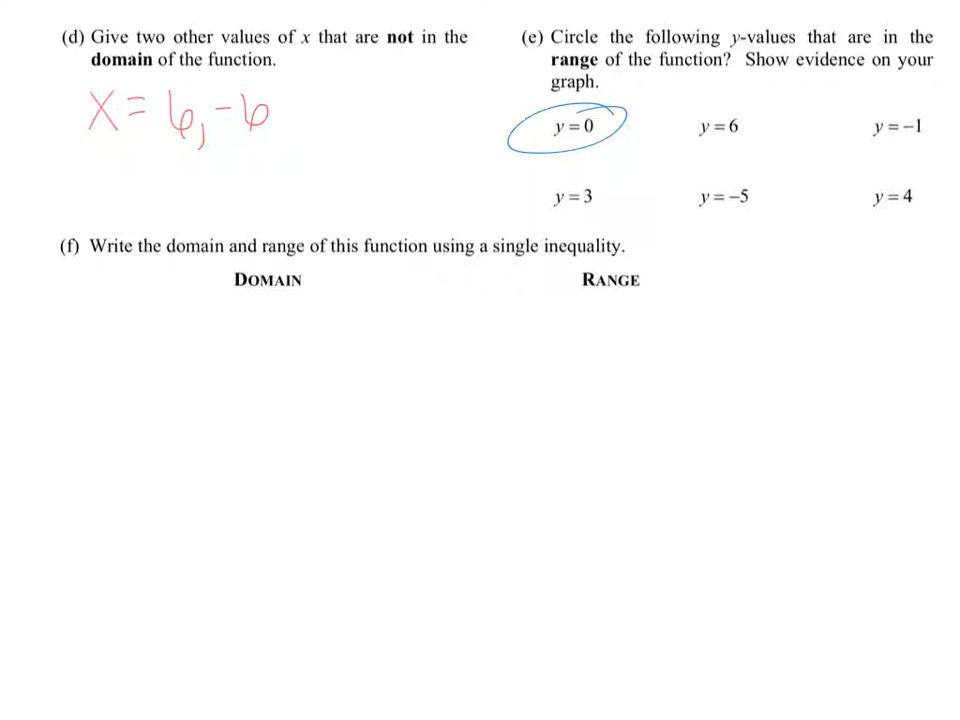 (d) Give two other values of x that are not in the
domain of the function.
x = 6, -6
(e) Circle the following y-values that are in the
range of the function? Show evidence on your
graph.
y = 0 y = 6 y = −1
y = 3 y = −5 y = 4
(f) Write the domain and range of this function using a single inequality.
DOMAIN RANGE